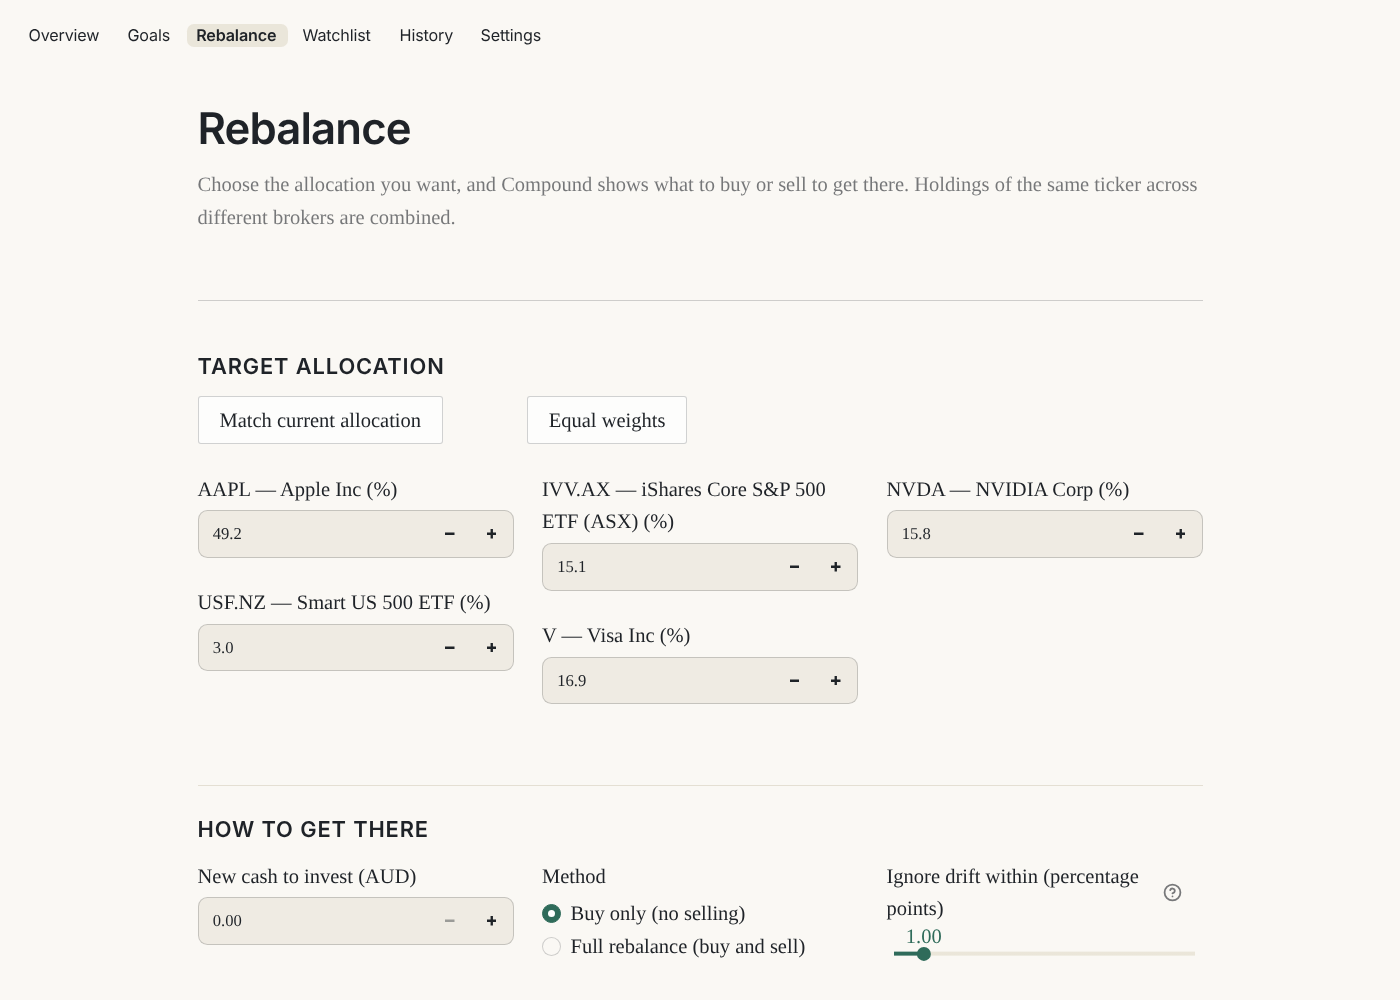 Overview Goals Rebalance Watchlist History Settings
Rebalance
Choose the allocation you want, and Compound shows what to buy or sell to get there. Holdings of the same ticker across
different brokers are combined.
TARGET ALLOCATION
Match current allocation
Equal weights
AAPL — Apple Inc (%)
49.2
IVV.AX — iShares Core S&P 500
ETF (ASX) (%)
15.1
NVDA — NVIDIA Corp (%)
15.8
USF.NZ — Smart US 500 ETF (%)
3.0
V — Visa Inc (%)
16.9
HOW TO GET THERE
New cash to invest (AUD)
0.00
Method
Buy only (no selling)
Full rebalance (buy and sell)
Ignore drift within (percentage
points)
1.00